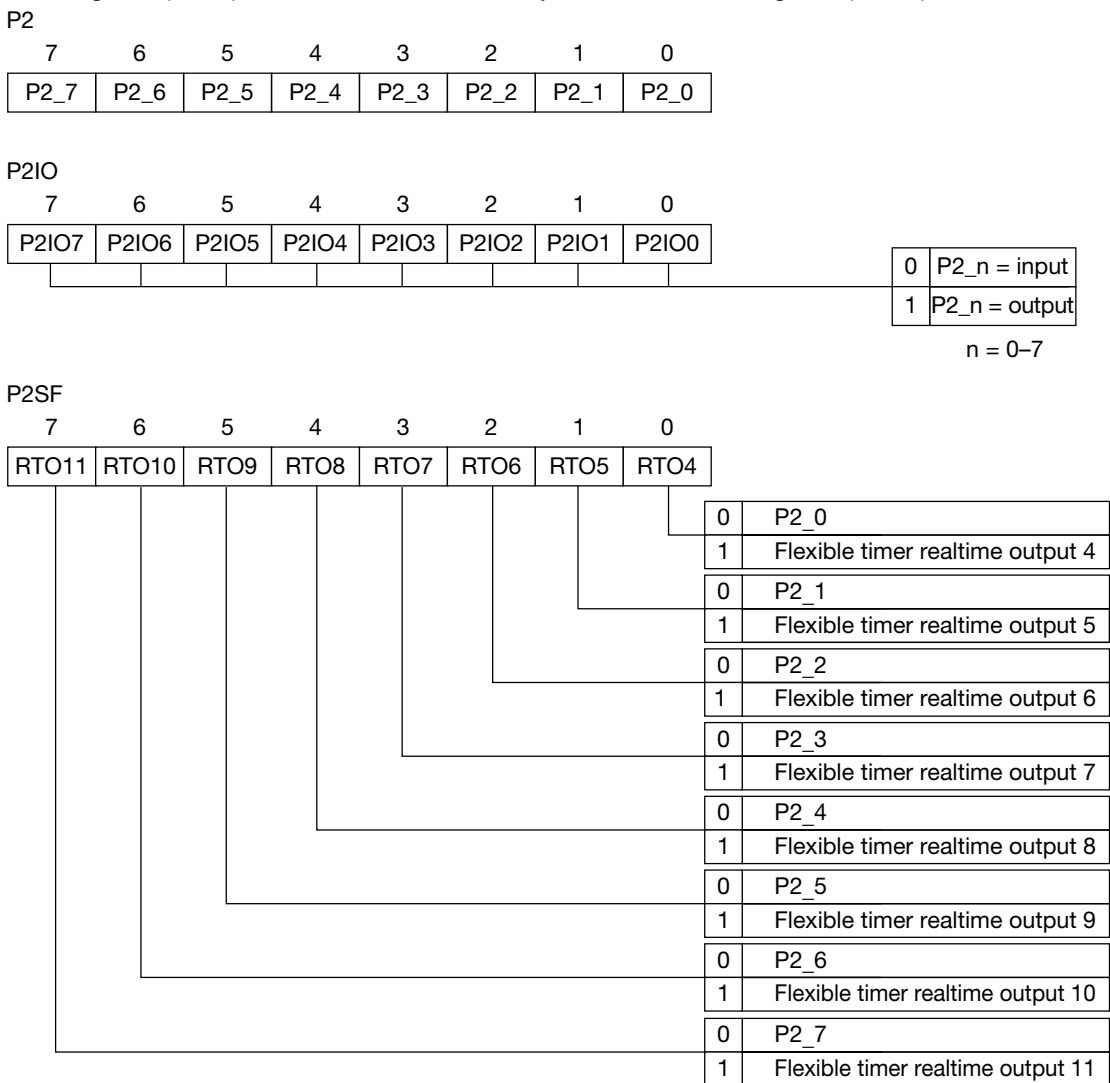 P2
7 6 5 4 3 2 1 0
P2_7 P2_6 P2_5 P2_4 P2_3 P2_2 P2_1 P2_0
P2IO
7 6 5 4 3 2 1 0
P2IO7 P2IO6 P2IO5 P2IO4 P2IO3 P2IO2 P2IO1 P2IO0
0 P2_n = input
1 P2_n = output
n = 0–7
P2SF
7 6 5 4 3 2 1 0
RTO11 RTO10 RTO9 RTO8 RTO7 RTO6 RTO5 RTO4
0 P2_0
1 Flexible timer realtime output 4
0 P2_1
1 Flexible timer realtime output 5
0 P2_2
1 Flexible timer realtime output 6
0 P2_3
1 Flexible timer realtime output 7
0 P2_4
1 Flexible timer realtime output 8
0 P2_5
1 Flexible timer realtime output 9
0 P2_6
1 Flexible timer realtime output 10
0 P2_7
1 Flexible timer realtime output 11